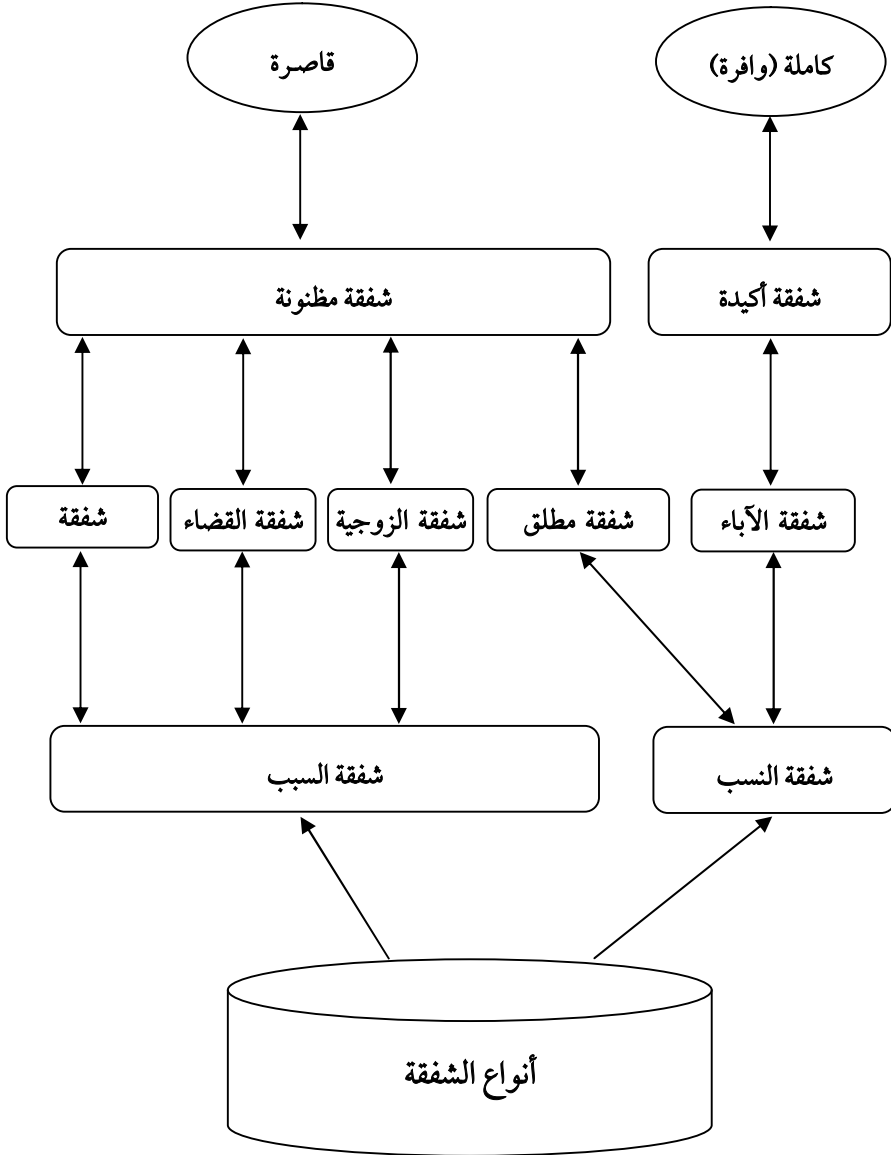 كاملة (وافرة)
قاصرة
شفقة أكيدة
شفقة مظنونة
شفقة الآباء
شفقة مطلق
شفقة الزوجية
شفقة القضاء
شفقة
شفقة النسب
شفقة السبب
أنواع الشفقة